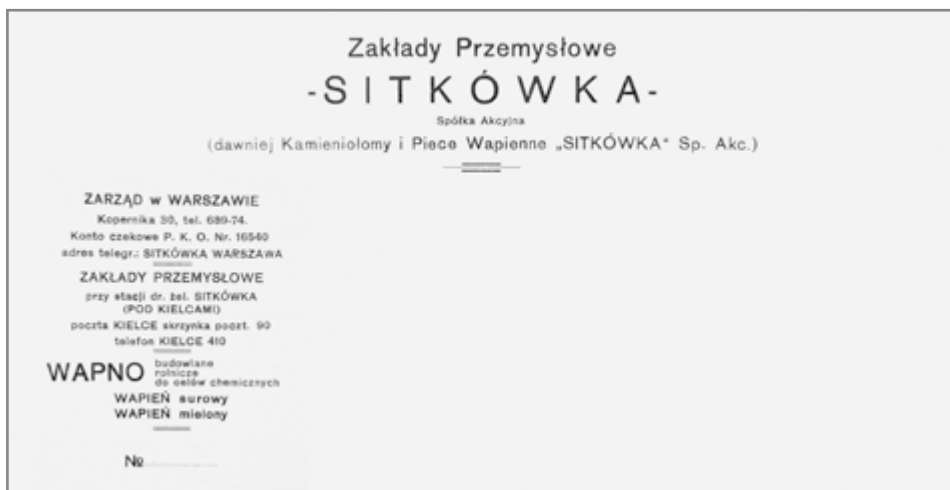 Zakłady Przemysłowe
-SITKÓWKA-
Spółka Akcyjna
(dawniej Kamieniołomy i Piece Wapienne „SITKÓWKA" Sp. Akc.)
ZARZĄD w WARSZAWIE
Kopernika 30, tel. 689-74.
Konto czekowe P. K. O. Nr. 16540
adres telegr.: SITKÓWKA WARSZAWA
ZAKŁADY PRZEMYSŁOWE
przy stacji dr. żel. SITKÓWKA
(POD KIELCAMI)
poczta KIELCE skrzynka poczt. 90
telefon KIELCE 410
WAPNO budowlane
rolnicze
do celów chemicznych
WAPIEŃ surowy
WAPIEŃ mielony
№